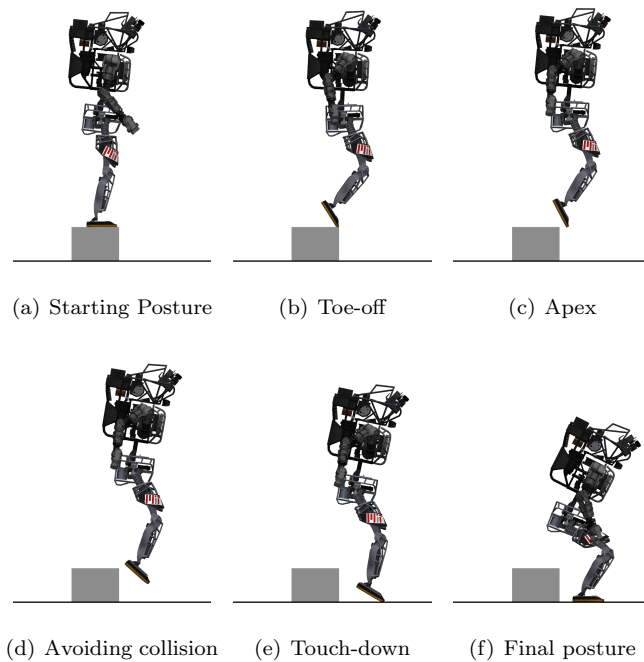 (a) Starting Posture
(b) Toe-off
(c) Apex
(d) Avoiding collision
(e) Touch-down
(f) Final posture